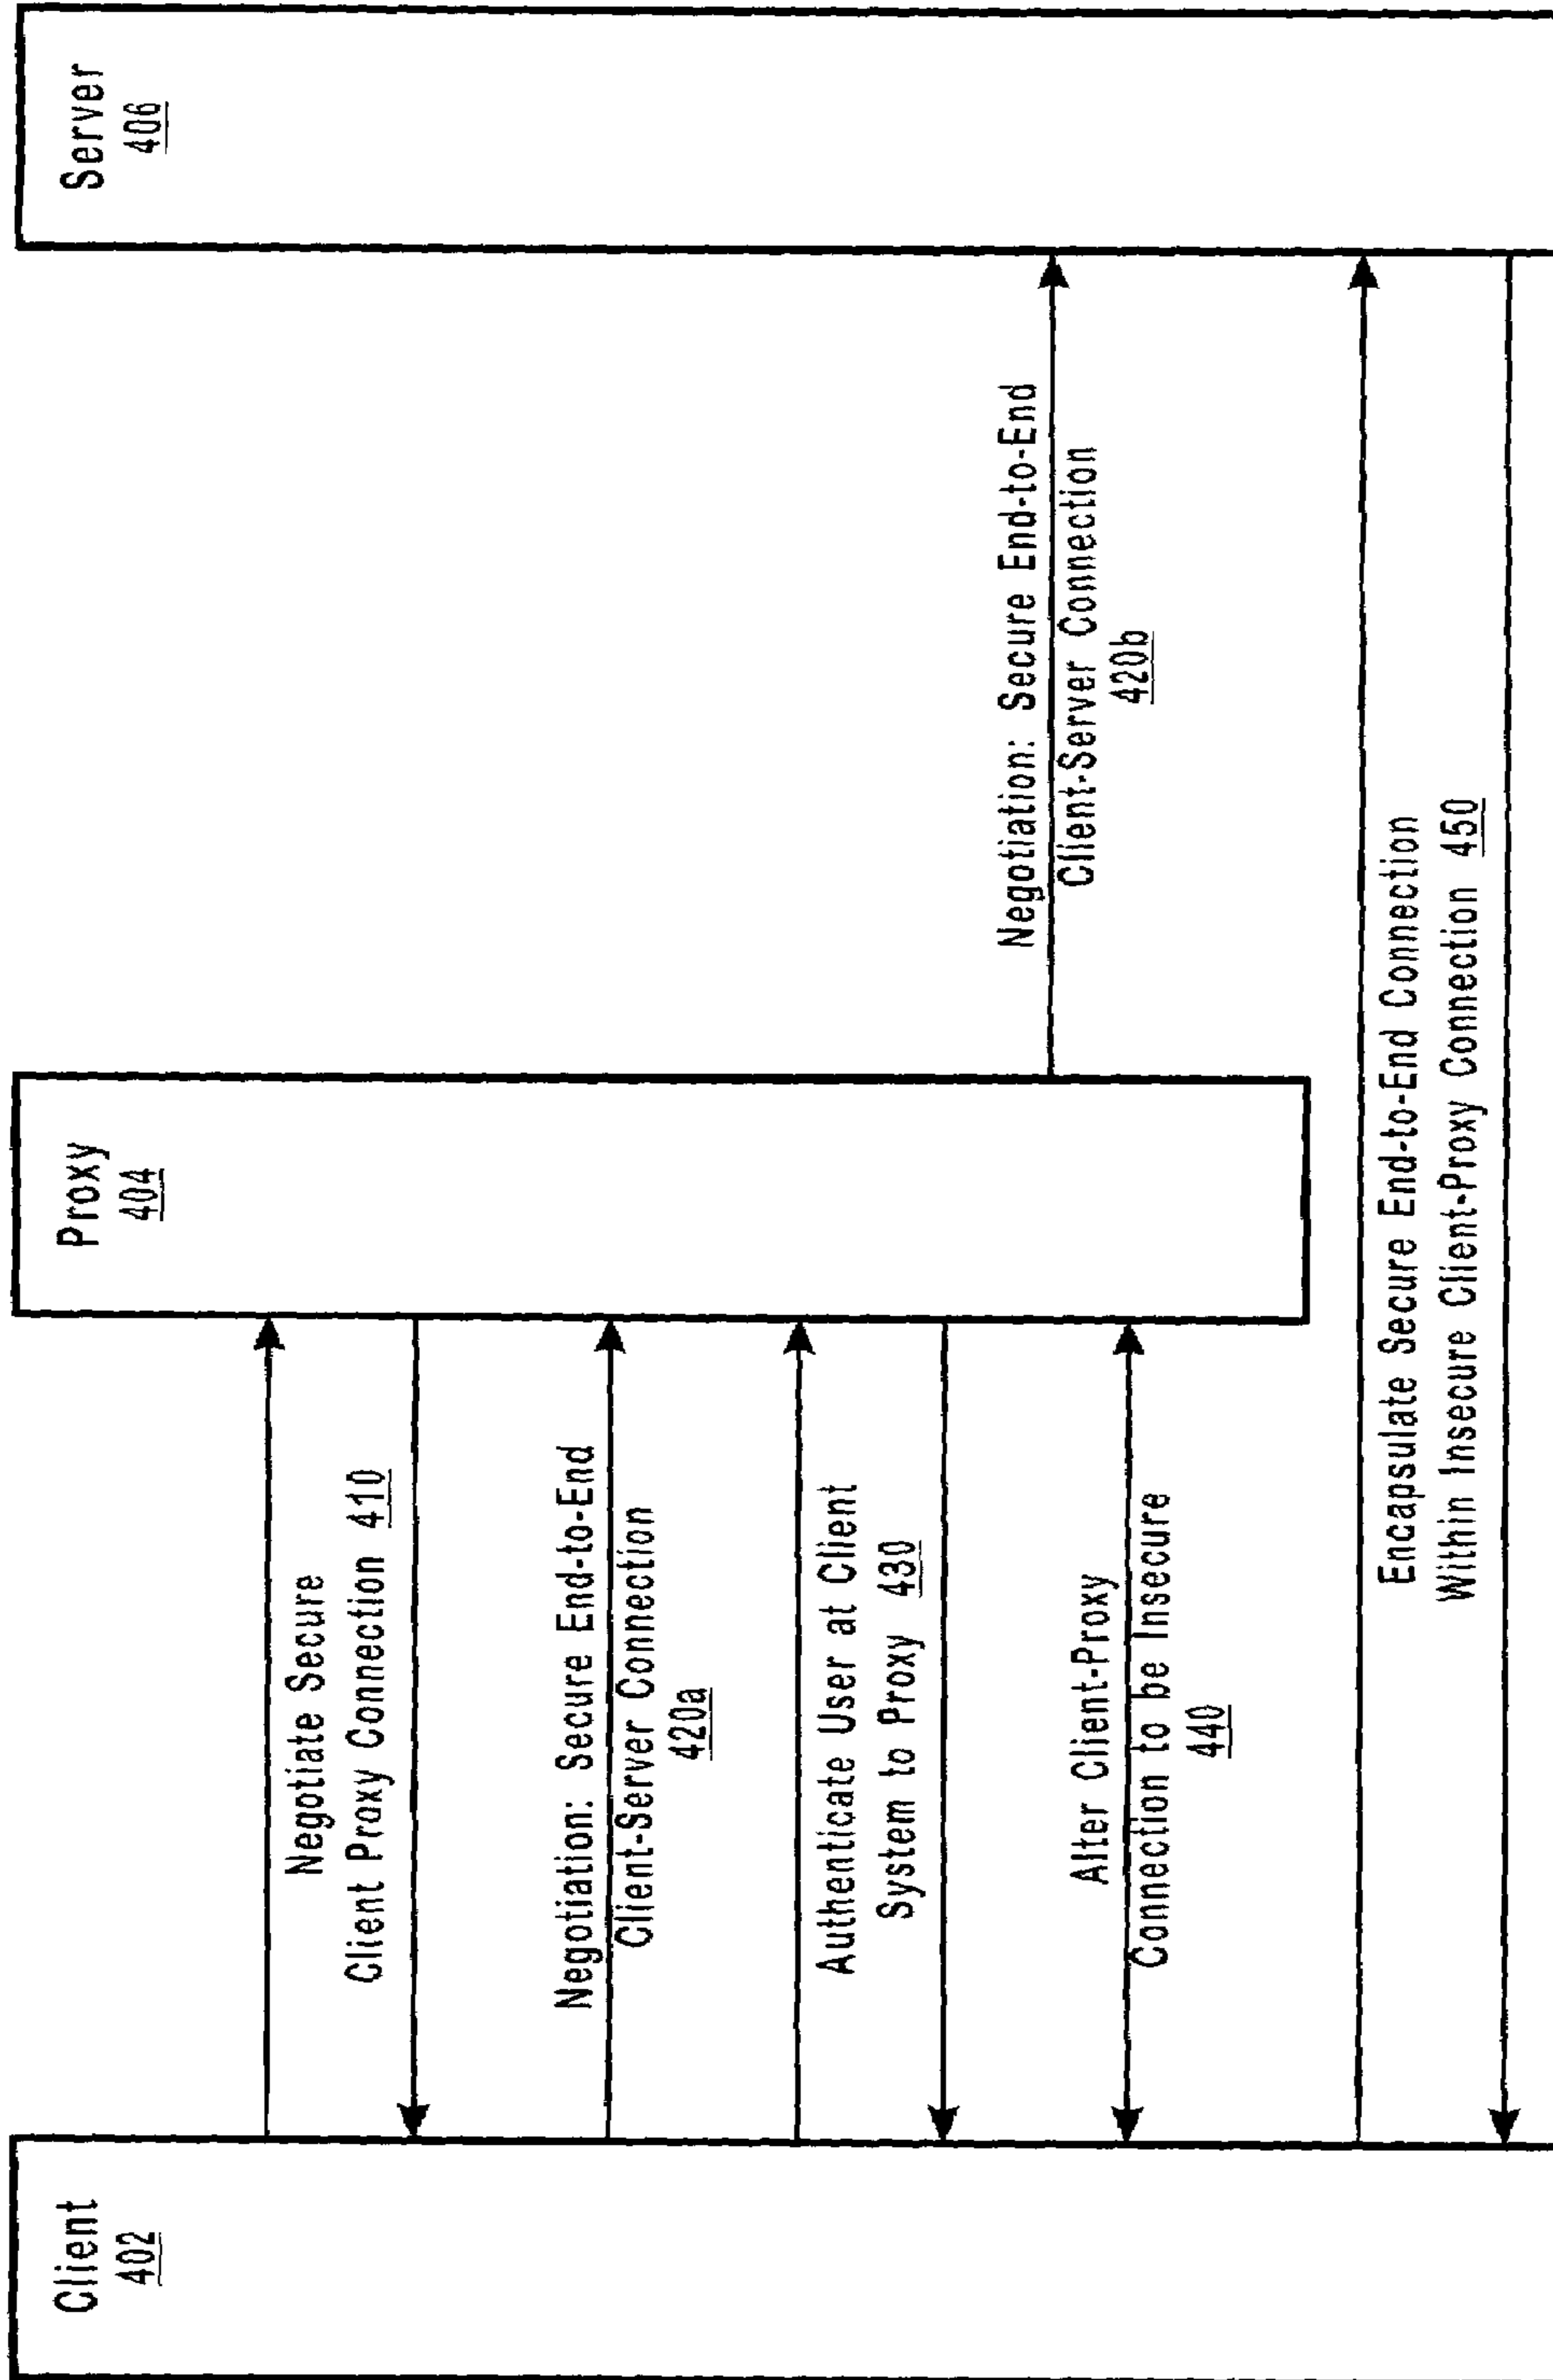 Client
402
Proxy
404
Server
406
Negotiate Secure
Client Proxy Connection 410
Negotiation: Secure End-to-End
Client-Server Connection
420a
Authenticate User at Client
System to Proxy 430
Negotiation: Secure End-to-End
Client-Server Connection
420b
Alter Client-Proxy
Connection to be Insecure
440
Encapsulate Secure End-to-End Connection
Within Insecure Client-Proxy Connection 450